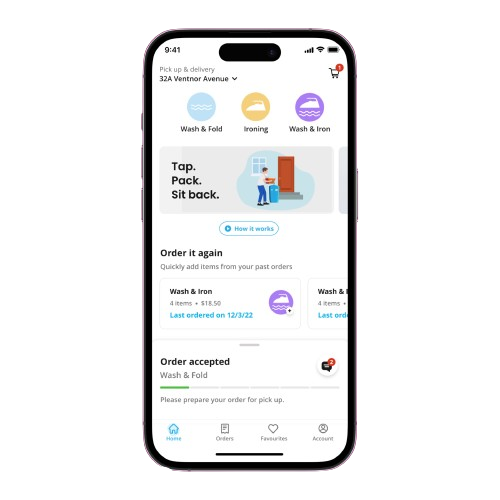 9:41
Pick up & delivery
32A Ventnor Avenue
1
Wash & Fold
Ironing
Wash & Iron
Tap.
Pack.
Sit back.
How it works
Order it again
Quickly add items from your past orders
Wash & Iron
4 items • $18.50
Last ordered on 12/3/22
Wash & I
4 items •
Last orde
Order accepted
2
Wash & Fold
Please prepare your order for pick up.
Home
Orders
Favourites
Account